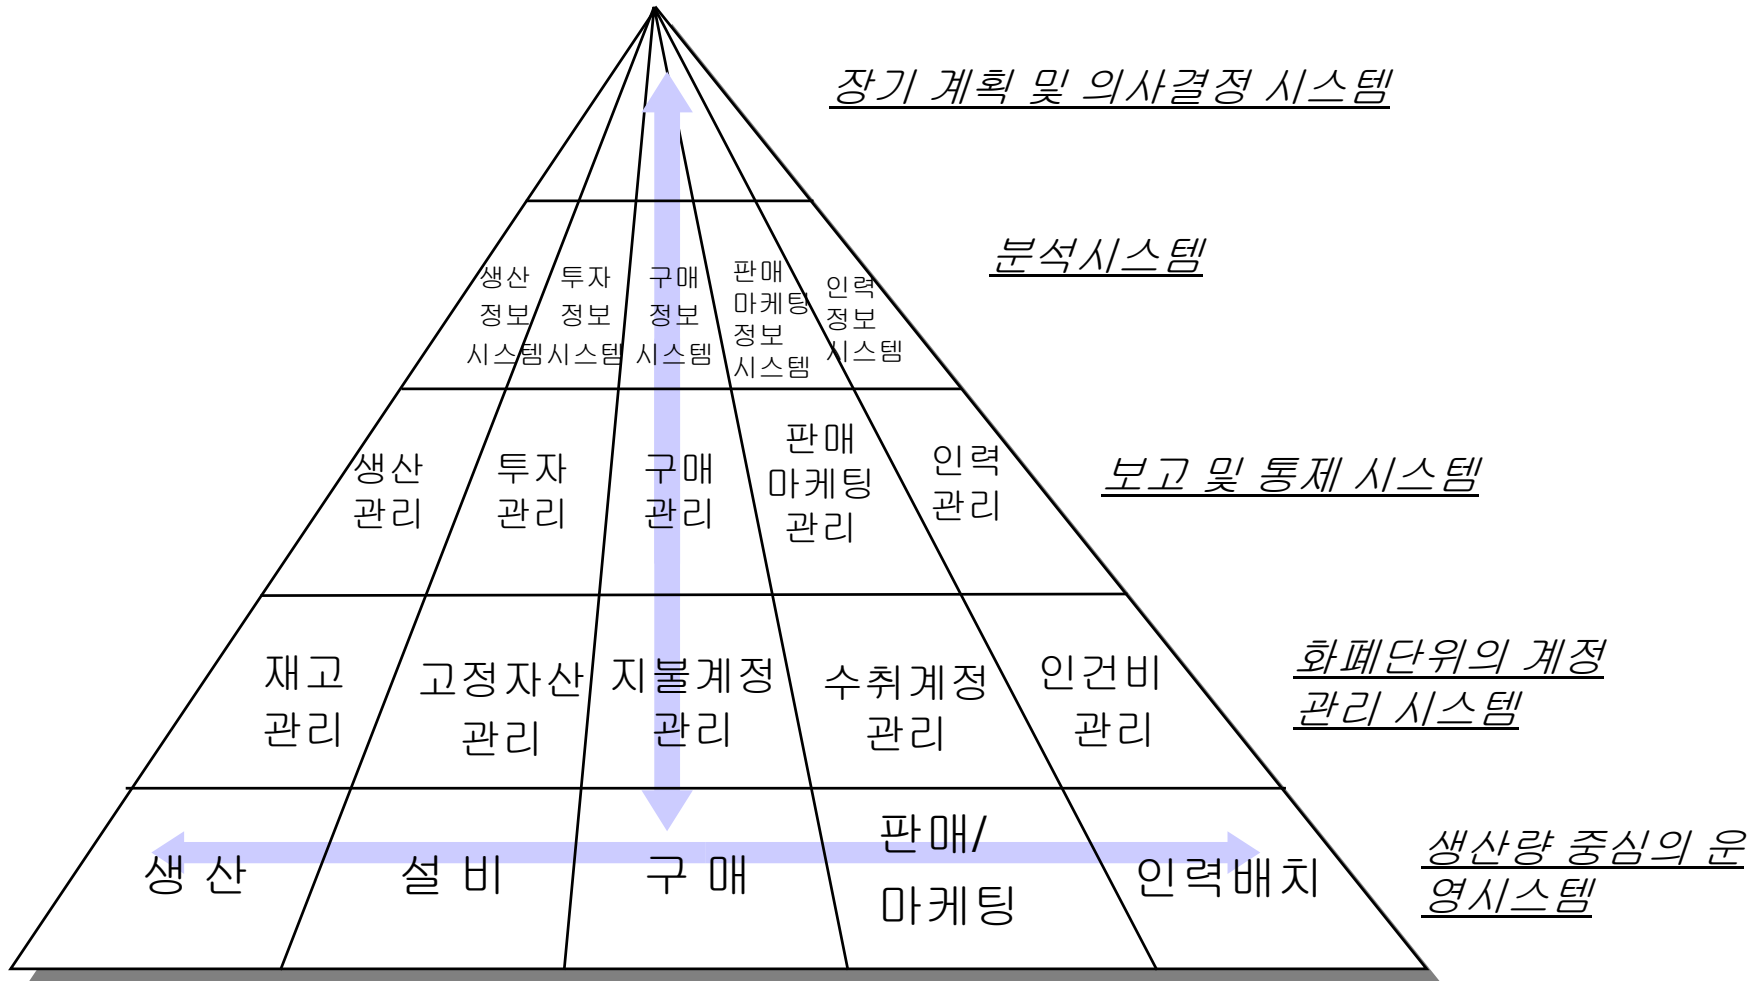 장기 계획 및 의사결정 시스템
분석시스템
생산
정보
시스템
투자
정보
시스템
구매
정보
시스템
판매
마케팅
정보
시스템
인력
정보
시스템
보고 및 통제 시스템
생산
관리
투자
관리
구매
관리
판매
마케팅
관리
인력
관리
화폐단위의 계정
관리 시스템
재고
관리
고정자산
관리
지불계정
관리
수취계정
관리
인건비
관리
생산량 중심의 운
영시스템
생 산
설 비
구 매
판매/
마케팅
인력배치